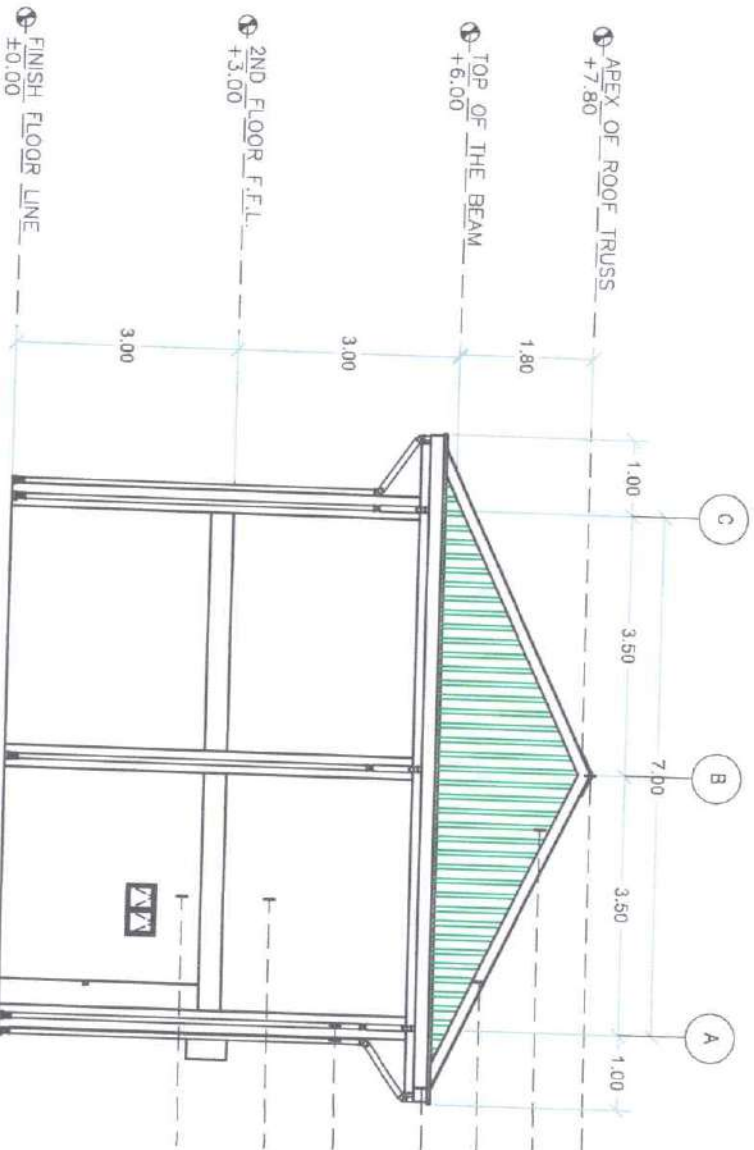 APEX OF ROOF TRUSS
+7.80
TOP OF THE BEAM
+6.00
2ND FLOOR F.F.L.
+3.00
FINISH FLOOR LINE
±0.00
1.80
3.00
3.00
C
B
A
1.00
3.50
3.50
1.00
7.00